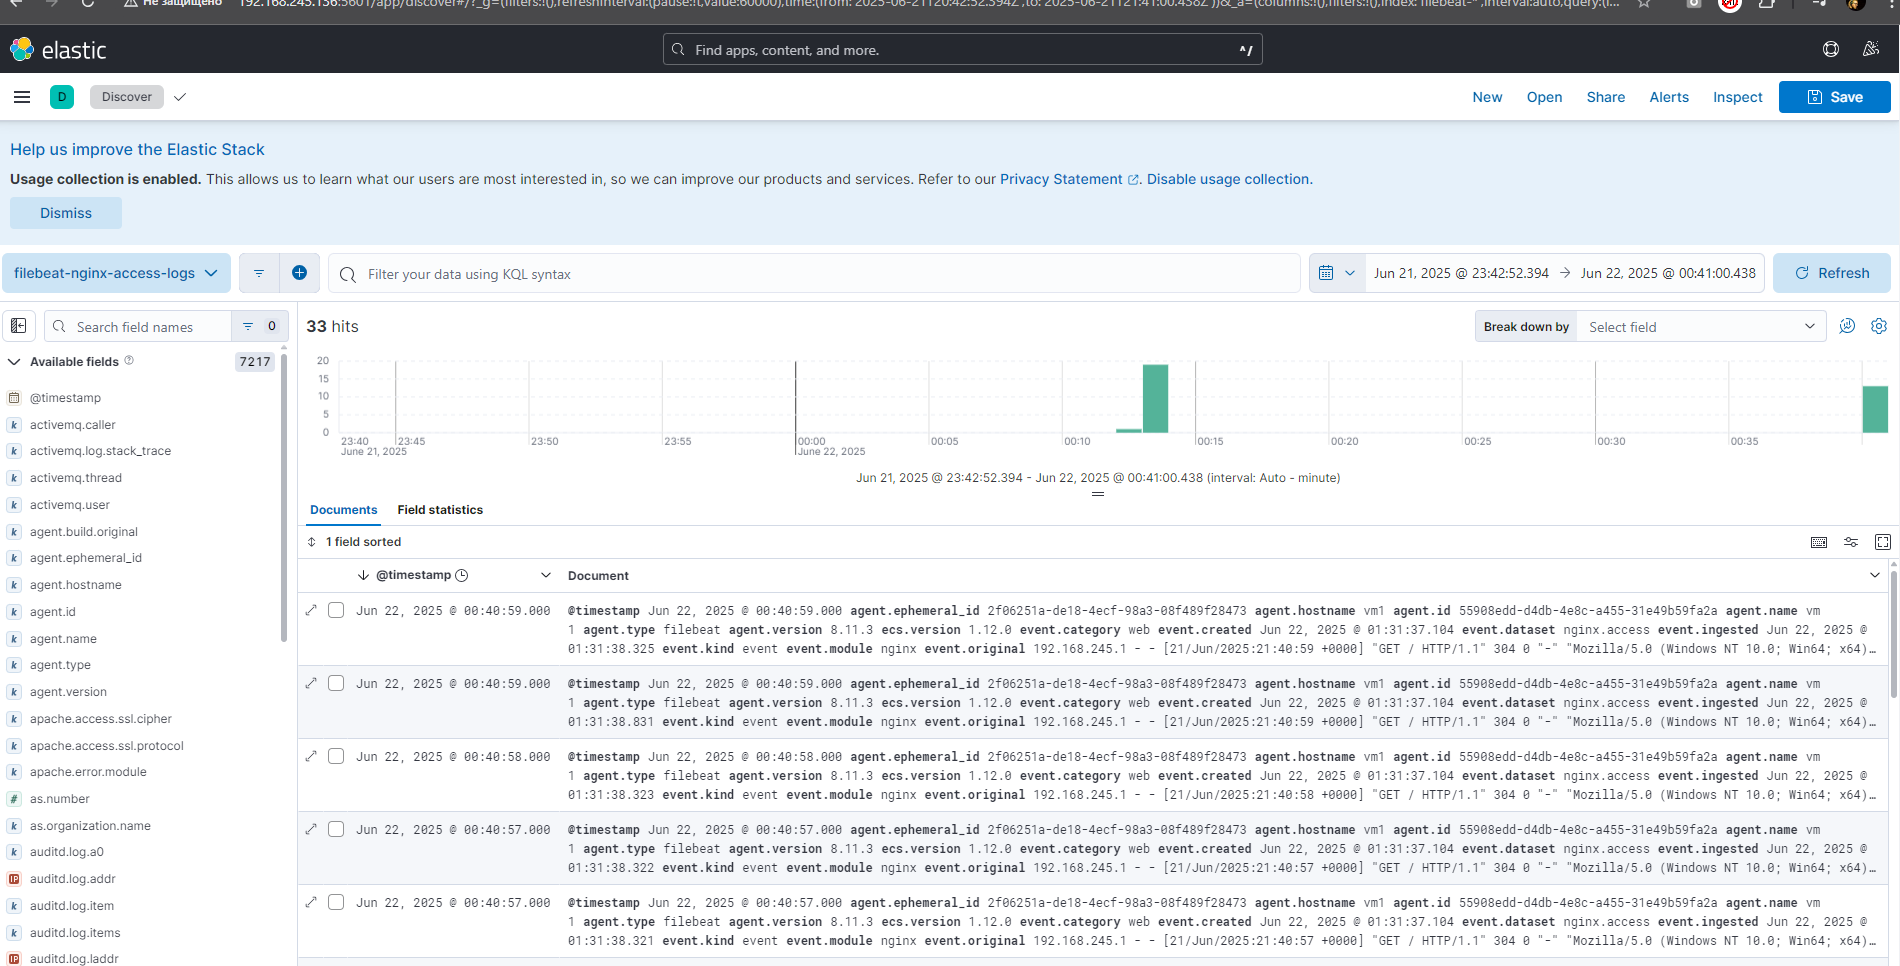 Не защищено 192.168.245.136:5601/app/discover#/?_g=(filters:!(),refreshInterval:(pause:!t,value:60000),time:(from:'2025-06-21T20:42:52.394Z',to:'2025-06-21T21:41:00.438Z'))&_a=(columns:!(),filters:!(),index:'filebeat-*',interval:auto,query:(l...
elastic
Find apps, content, and more.
^/
D
Discover
New
Open
Share
Alerts
Inspect
Save
Help us improve the Elastic Stack
Usage collection is enabled. This allows us to learn what our users are most interested in, so we can improve our products and services. Refer to our Privacy Statement. Disable usage collection.
Dismiss
filebeat-nginx-access-logs
Filter your data using KQL syntax
Jun 21, 2025 @ 23:42:52.394 → Jun 22, 2025 @ 00:41:00.438
Refresh
Search field names
0
Available fields
7217
@timestamp
k activemq.caller
k activemq.log.stack_trace
k activemq.thread
k activemq.user
k agent.build.original
k agent.ephemeral_id
k agent.hostname
k agent.id
k agent.name
k agent.type
k agent.version
k apache.access.ssl.cipher
k apache.access.ssl.protocol
k apache.error.module
# as.number
k as.organization.name
k auditd.log.a0
IP auditd.log.addr
k auditd.log.item
k auditd.log.items
IP auditd.log.laddr
33 hits
Break down by
Select field
20
15
10
5
0
23:40
23:45
23:50
23:55
00:00
00:05
00:10
00:15
00:20
00:25
00:30
00:35
June 21, 2025
June 22, 2025
Jun 21, 2025 @ 23:42:52.394 - Jun 22, 2025 @ 00:41:00.438 (interval: Auto - minute)
Documents
Field statistics
1 field sorted
@timestamp
Document
Jun 22, 2025 @ 00:40:59.000
@timestamp Jun 22, 2025 @ 00:40:59.000 agent.ephemeral_id 2f06251a-de18-4ecf-98a3-08f489f28473 agent.hostname vm1 agent.id 55908edd-d4db-4e8c-a455-31e49b59fa2a agent.name vm
1 agent.type filebeat agent.version 8.11.3 ecs.version 1.12.0 event.category web event.created Jun 22, 2025 @ 01:31:37.104 event.dataset nginx.access event.ingested Jun 22, 2025 @
01:31:38.325 event.kind event event.module nginx event.original 192.168.245.1 - - [21/Jun/2025:21:40:59 +0000] "GET / HTTP/1.1" 304 0 "-" "Mozilla/5.0 (Windows NT 10.0; Win64; x64)…
Jun 22, 2025 @ 00:40:59.000
@timestamp Jun 22, 2025 @ 00:40:59.000 agent.ephemeral_id 2f06251a-de18-4ecf-98a3-08f489f28473 agent.hostname vm1 agent.id 55908edd-d4db-4e8c-a455-31e49b59fa2a agent.name vm
1 agent.type filebeat agent.version 8.11.3 ecs.version 1.12.0 event.category web event.created Jun 22, 2025 @ 01:31:37.104 event.dataset nginx.access event.ingested Jun 22, 2025 @
01:31:38.831 event.kind event event.module nginx event.original 192.168.245.1 - - [21/Jun/2025:21:40:59 +0000] "GET / HTTP/1.1" 304 0 "-" "Mozilla/5.0 (Windows NT 10.0; Win64; x64)…
Jun 22, 2025 @ 00:40:58.000
@timestamp Jun 22, 2025 @ 00:40:58.000 agent.ephemeral_id 2f06251a-de18-4ecf-98a3-08f489f28473 agent.hostname vm1 agent.id 55908edd-d4db-4e8c-a455-31e49b59fa2a agent.name vm
1 agent.type filebeat agent.version 8.11.3 ecs.version 1.12.0 event.category web event.created Jun 22, 2025 @ 01:31:37.104 event.dataset nginx.access event.ingested Jun 22, 2025 @
01:31:38.323 event.kind event event.module nginx event.original 192.168.245.1 - - [21/Jun/2025:21:40:58 +0000] "GET / HTTP/1.1" 304 0 "-" "Mozilla/5.0 (Windows NT 10.0; Win64; x64)…
Jun 22, 2025 @ 00:40:57.000
@timestamp Jun 22, 2025 @ 00:40:57.000 agent.ephemeral_id 2f06251a-de18-4ecf-98a3-08f489f28473 agent.hostname vm1 agent.id 55908edd-d4db-4e8c-a455-31e49b59fa2a agent.name vm
1 agent.type filebeat agent.version 8.11.3 ecs.version 1.12.0 event.category web event.created Jun 22, 2025 @ 01:31:37.104 event.dataset nginx.access event.ingested Jun 22, 2025 @
01:31:38.322 event.kind event event.module nginx event.original 192.168.245.1 - - [21/Jun/2025:21:40:57 +0000] "GET / HTTP/1.1" 304 0 "-" "Mozilla/5.0 (Windows NT 10.0; Win64; x64)…
Jun 22, 2025 @ 00:40:57.000
@timestamp Jun 22, 2025 @ 00:40:57.000 agent.ephemeral_id 2f06251a-de18-4ecf-98a3-08f489f28473 agent.hostname vm1 agent.id 55908edd-d4db-4e8c-a455-31e49b59fa2a agent.name vm
1 agent.type filebeat agent.version 8.11.3 ecs.version 1.12.0 event.category web event.created Jun 22, 2025 @ 01:31:37.104 event.dataset nginx.access event.ingested Jun 22, 2025 @
01:31:38.321 event.kind event event.module nginx event.original 192.168.245.1 - - [21/Jun/2025:21:40:57 +0000] "GET / HTTP/1.1" 304 0 "-" "Mozilla/5.0 (Windows NT 10.0; Win64; x64)…